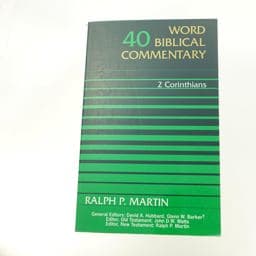 WORD
40 BIBLICAL
COMMENTARY
2 Corinthians
RALPH P. MARTIN
General Editors: David A. Hubbard, Glenn W. Barker†
Editor, Old Testament: John D. W. Watts
Editor, New Testament: Ralph P. Martin